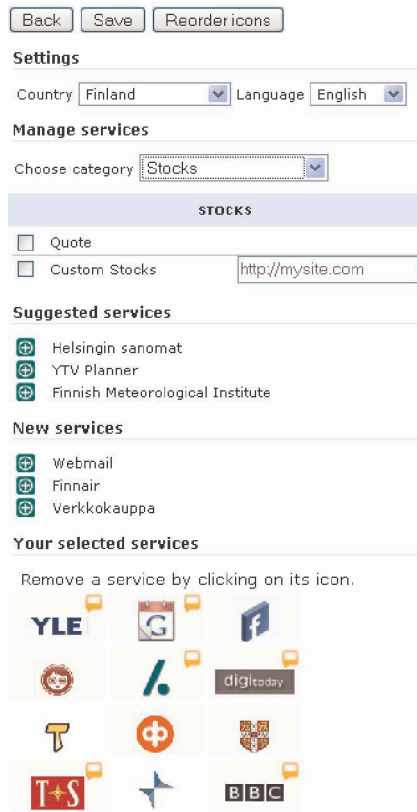 Back Save Reorder icons
Settings
Country Finland Language English
Manage services
Choose category Stocks
STOCKS
Quote
Custom Stocks http://mysite.com
Suggested services
Helsingin sanomat
YTV Planner
Finnish Meteorological Institute
New services
Webmail
Finnair
Verkkokauppa
Your selected services
Remove a service by clicking on its icon.
YLE G f
digitoday
T
T+S BBC